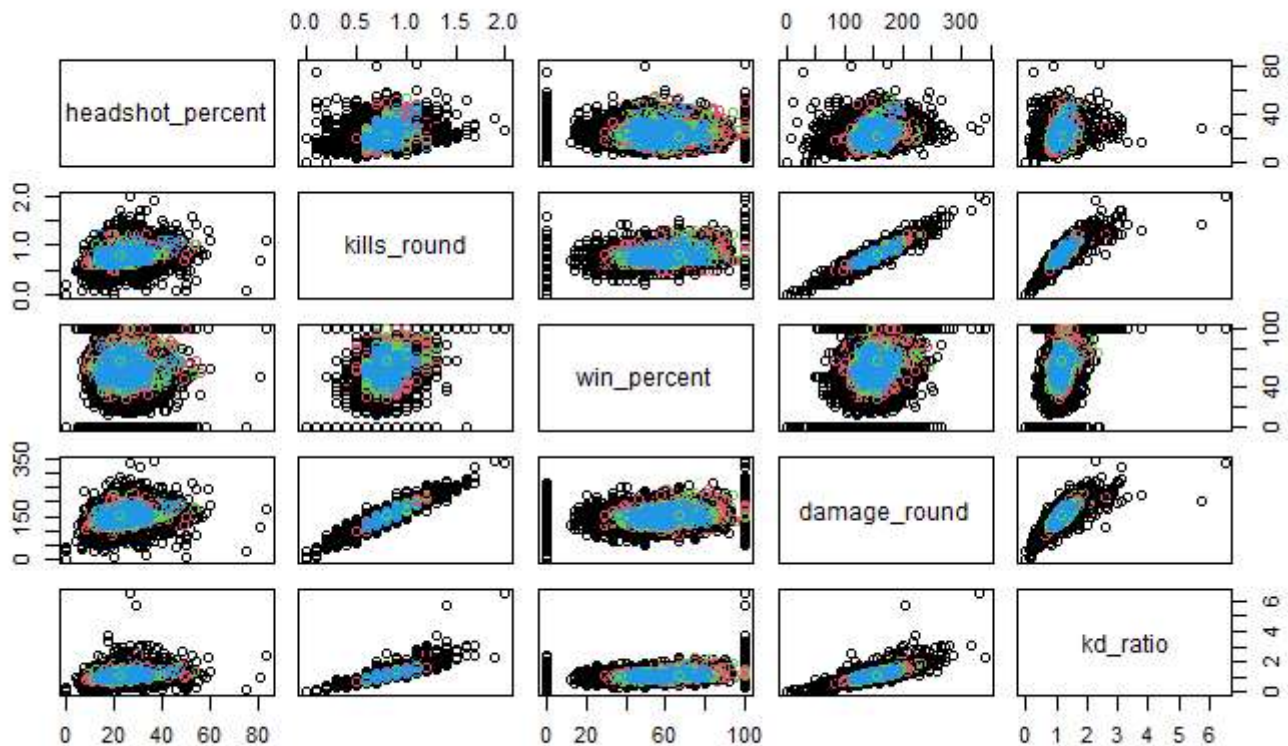 0.0 0.5 1.0 1.5 2.0 0 100 200 300
headshot_percent 0 40 80
0.0 1.0 2.0 kills_round
win_percent 0 40 100
0 150 350 damage_round
kd_ratio 0 2 4 6
0 20 40 60 80 0 20 40 60 100 0 1 2 3 4 5 6